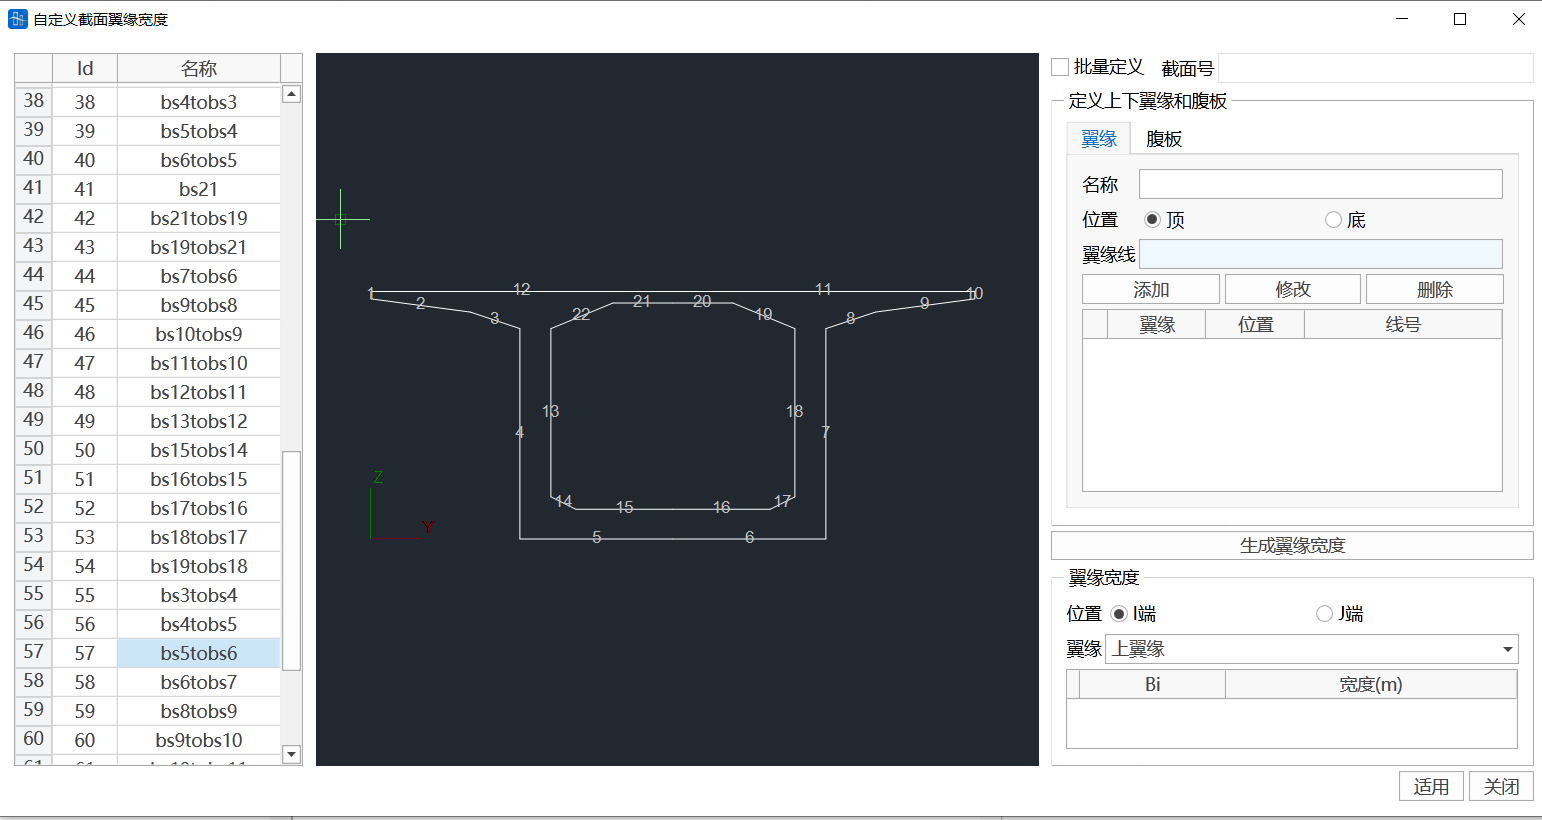 自定义截面翼缘宽度
Id 名称
38 38 bs4tobs3
39 39 bs5tobs4
40 40 bs6tobs5
41 41 bs21
42 42 bs21tobs19
43 43 bs19tobs21
44 44 bs7tobs6
45 45 bs9tobs8
46 46 bs10tobs9
47 47 bs11tobs10
48 48 bs12tobs11
49 49 bs13tobs12
50 50 bs15tobs14
51 51 bs16tobs15
52 52 bs17tobs16
53 53 bs18tobs17
54 54 bs19tobs18
55 55 bs3tobs4
56 56 bs4tobs5
57 57 bs5tobs6
58 58 bs6tobs7
59 59 bs8tobs9
60 60 bs9tobs10
12 11
1 2 21 20 9 10
3 22 19 8
13 18
4 7
14 15 16 17
5 6
Z
Y
批量定义 截面号
定义上下翼缘和腹板
翼缘 腹板
名称
位置 顶 底
翼缘线
添加 修改 删除
翼缘 位置 线号
生成翼缘宽度
翼缘宽度
位置 I端 J端
翼缘 上翼缘
Bi 宽度(m)
适用 关闭